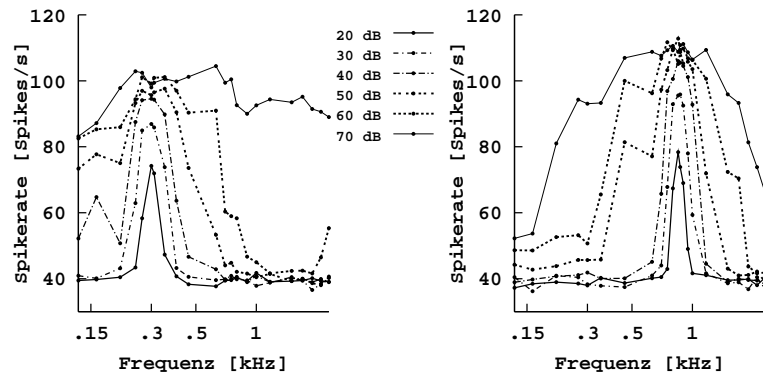 120
100
80
60
40
Spikerate [Spikes/s]
.15
.3
.5
1
Frequenz [kHz]
20 dB
30 dB
40 dB
50 dB
60 dB
70 dB
120
100
80
60
40
Spikerate [Spikes/s]
.15
.3
.5
1
Frequenz [kHz]